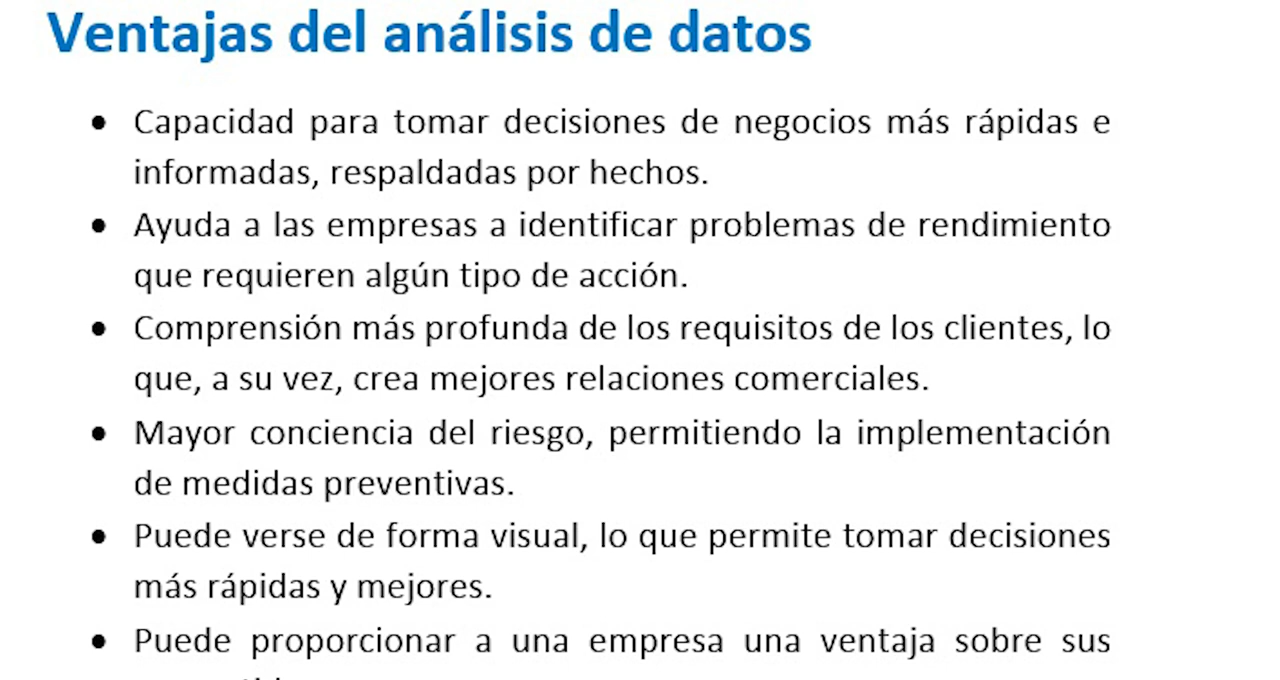 Ventajas del análisis de datos
• Capacidad para tomar decisiones de negocios más rápidas e
informadas, respaldadas por hechos.
• Ayuda a las empresas a identificar problemas de rendimiento
que requieren algún tipo de acción.
• Comprensión más profunda de los requisitos de los clientes, lo
que, a su vez, crea mejores relaciones comerciales.
• Mayor conciencia del riesgo, permitiendo la implementación
de medidas preventivas.
• Puede verse de forma visual, lo que permite tomar decisiones
más rápidas y mejores.
• Puede proporcionar a una empresa una ventaja sobre sus